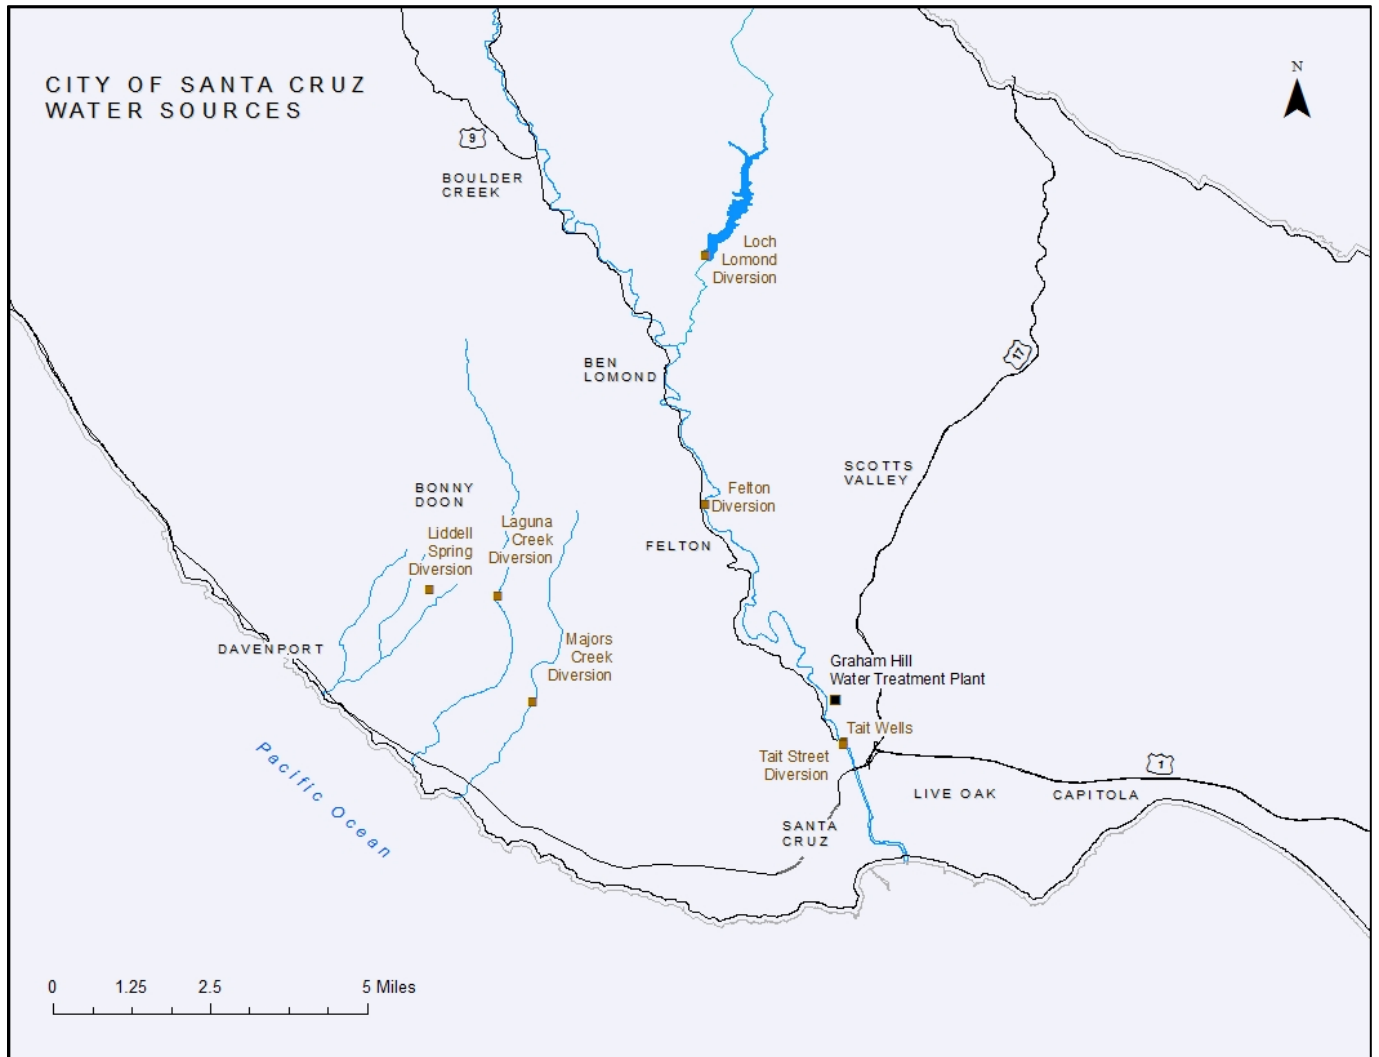 CITY OF SANTA CRUZ
WATER SOURCES
N
9
BOULDER
CREEK
Loch
Lomond
Diversion
17
BEN
LOMOND
SCOTTS
VALLEY
BONNY
DOON
Felton
Diversion
Liddell
Spring
Diversion
Laguna
Creek
Diversion
FELTON
DAVENPORT
Majors
Creek
Diversion
Graham Hill
Water Treatment Plant
Tait Wells
Tait Street
Diversion
1
LIVE OAK
CAPITOLA
Pacific Ocean
SANTA
CRUZ
0 1.25 2.5 5 Miles